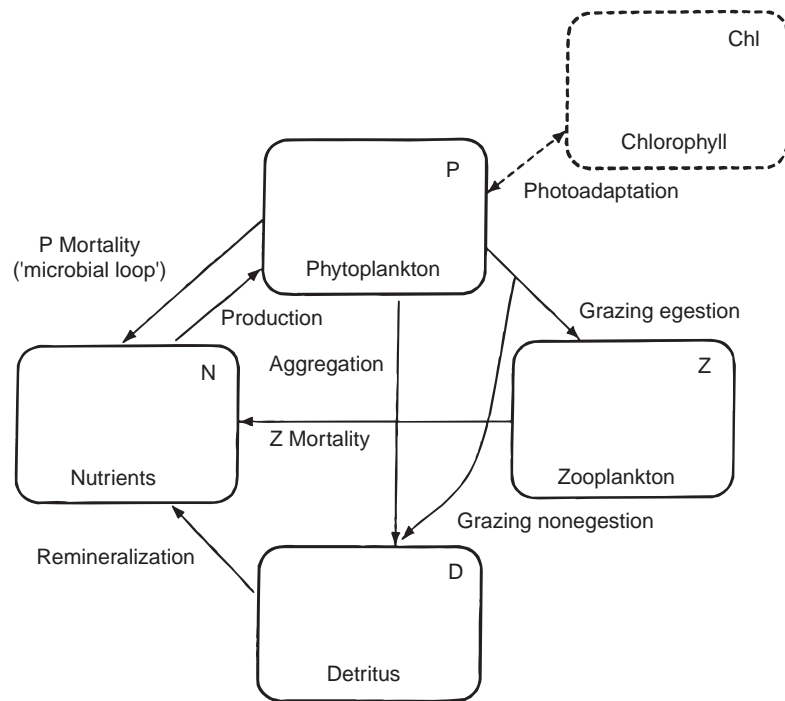 Chl
Chlorophyll
P
Photoadaptation
P Mortality
('microbial loop')
Phytoplankton
Production
Grazing egestion
Aggregation
N
Z
Z Mortality
Nutrients
Zooplankton
Grazing nonegestion
Remineralization
D
Detritus